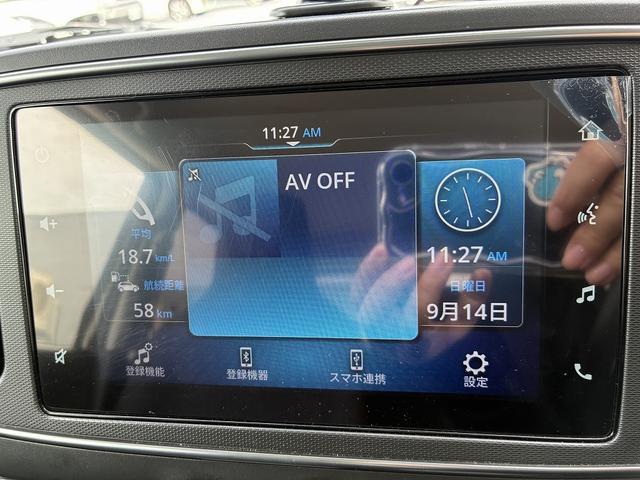 11:27 AM
AV OFF
平均
18.7 km/L
航続距離
58 km
11:27 AM
日曜日
9月14日
登録機能
登録機器
スマホ連携
設定